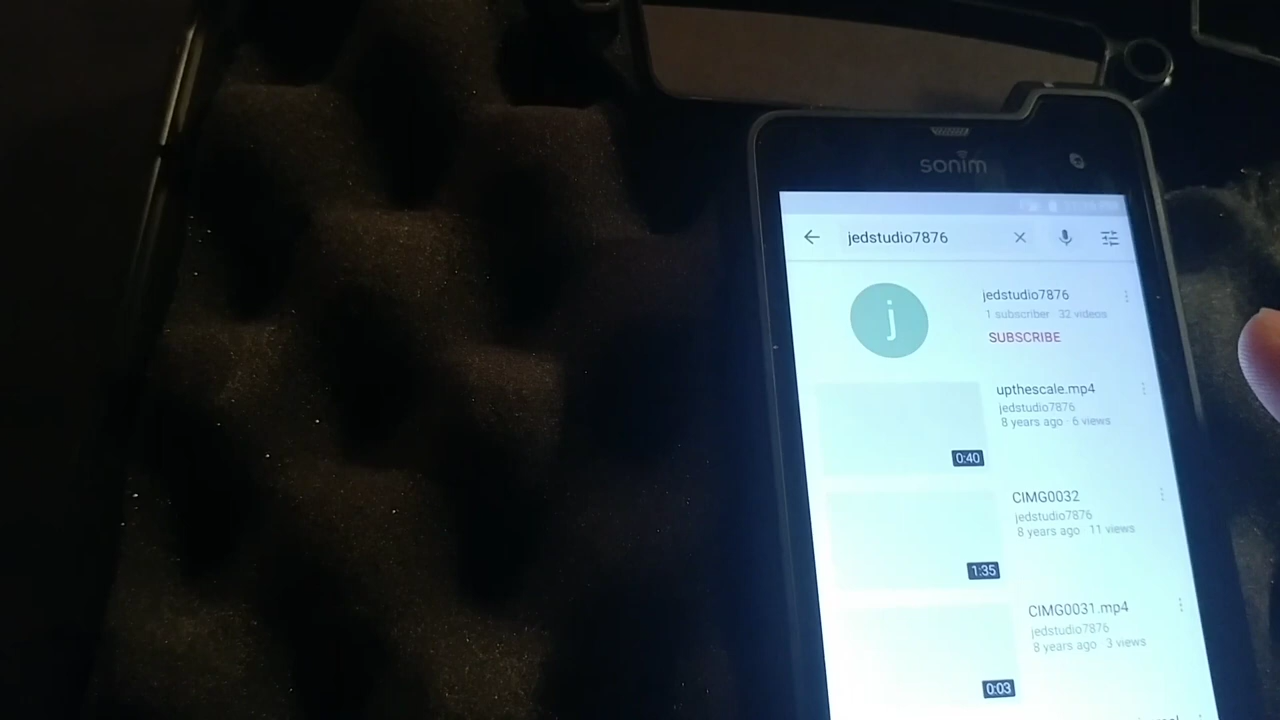 sonim
jedstudio7876
j
jedstudio7876
1 subscriber · 32 videos
SUBSCRIBE
upthescale.mp4
jedstudio7876
8 years ago · 6 views
0:40
CIMG0032
jedstudio7876
8 years ago · 11 views
1:35
CIMG0031.mp4
jedstudio7876
8 years ago · 3 views
0:03